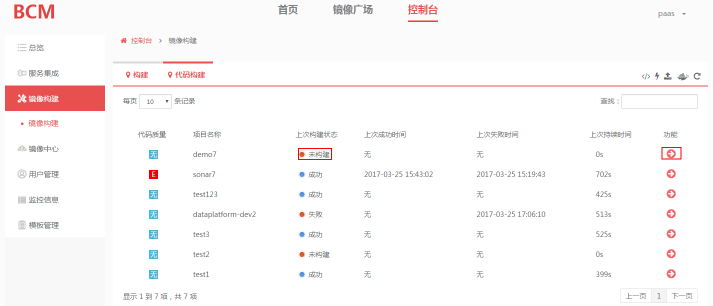 BCM
首页 镜像广场 控制台
paas
控制台 > 镜像构建
总览
服务集成
镜像构建
镜像构建
镜像中心
用户管理
监控信息
模板管理
构建 代码构建
每页 10 条记录 查找：
代码质量 项目名称 上次构建状态 上次成功时间 上次失败时间 上次持续时间 功能
无 demo7 未构建 无 无 0s
E sonar7 成功 2017-03-25 15:43:02 2017-03-25 15:19:43 702s
无 test123 成功 无 无 425s
无 dataplatform-dev2 失败 无 2017-03-25 17:06:10 513s
无 test3 成功 无 无 525s
无 test2 未构建 无 无 0s
无 test1 成功 无 无 399s
显示 1 到 7 项，共 7 项 上一页 1 下一页